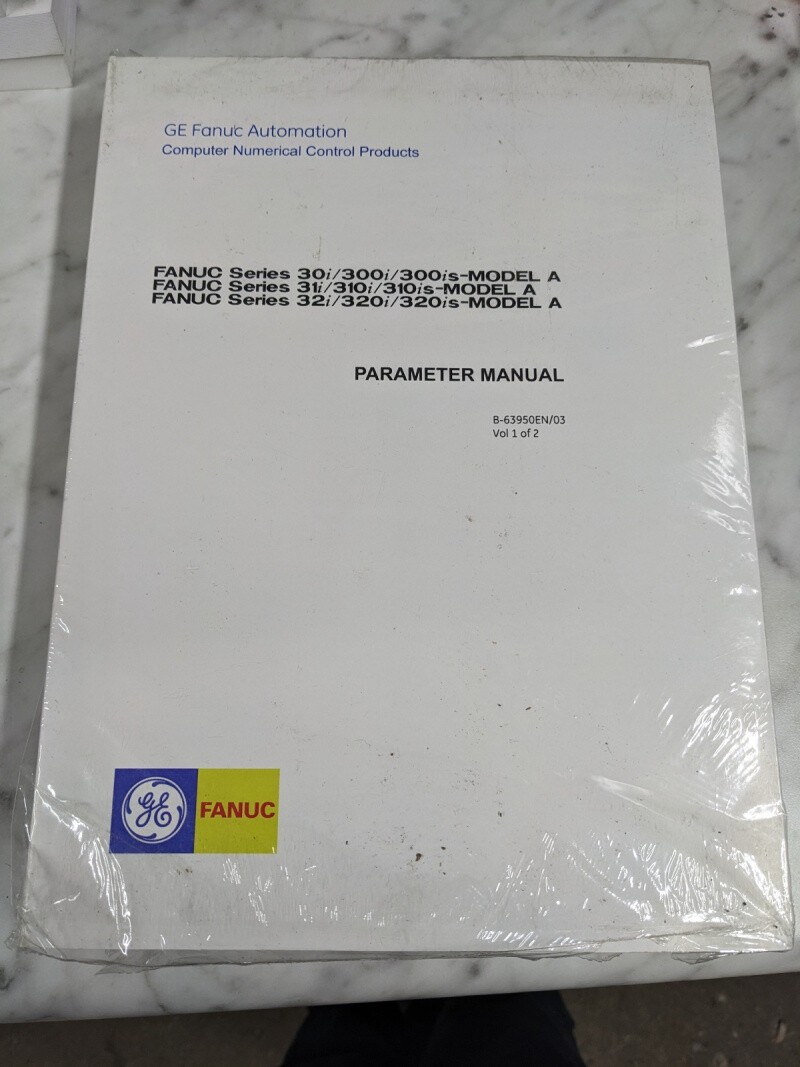 GE Fanuc Automation
Computer Numerical Control Products
FANUC Series 30i/300i/300is-MODEL A
FANUC Series 31i/310i/310is-MODEL A
FANUC Series 32i/320i/320is-MODEL A
PARAMETER MANUAL
B-63950EN/03
Vol 1 of 2
GE FANUC